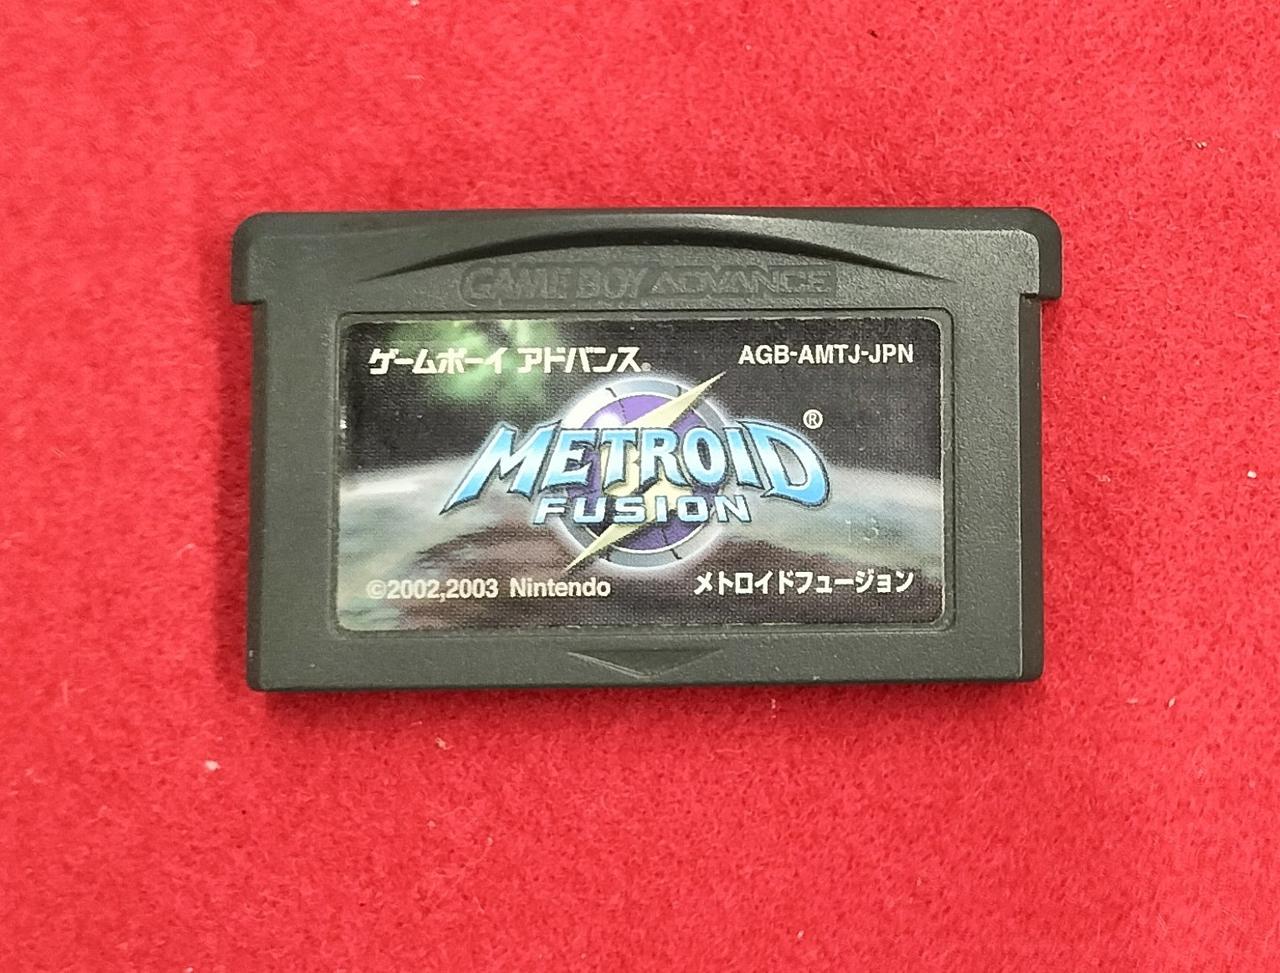 GAME BOY ADVANCE
ゲームボーイ アドバンス®
AGB-AMTJ-JPN
METROID®
FUSION
13
©2002,2003 Nintendo
メトロイドフュージョン